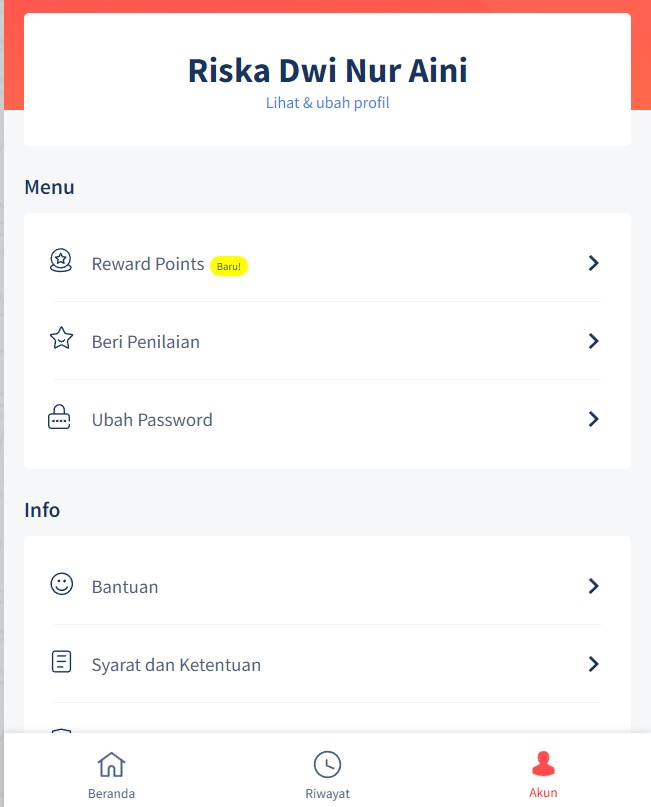 Riska Dwi Nur Aini
Lihat & ubah profil
Menu
Reward Points Baru!
Beri Penilaian
Ubah Password
Info
Bantuan
Syarat dan Ketentuan
Beranda
Riwayat
Akun